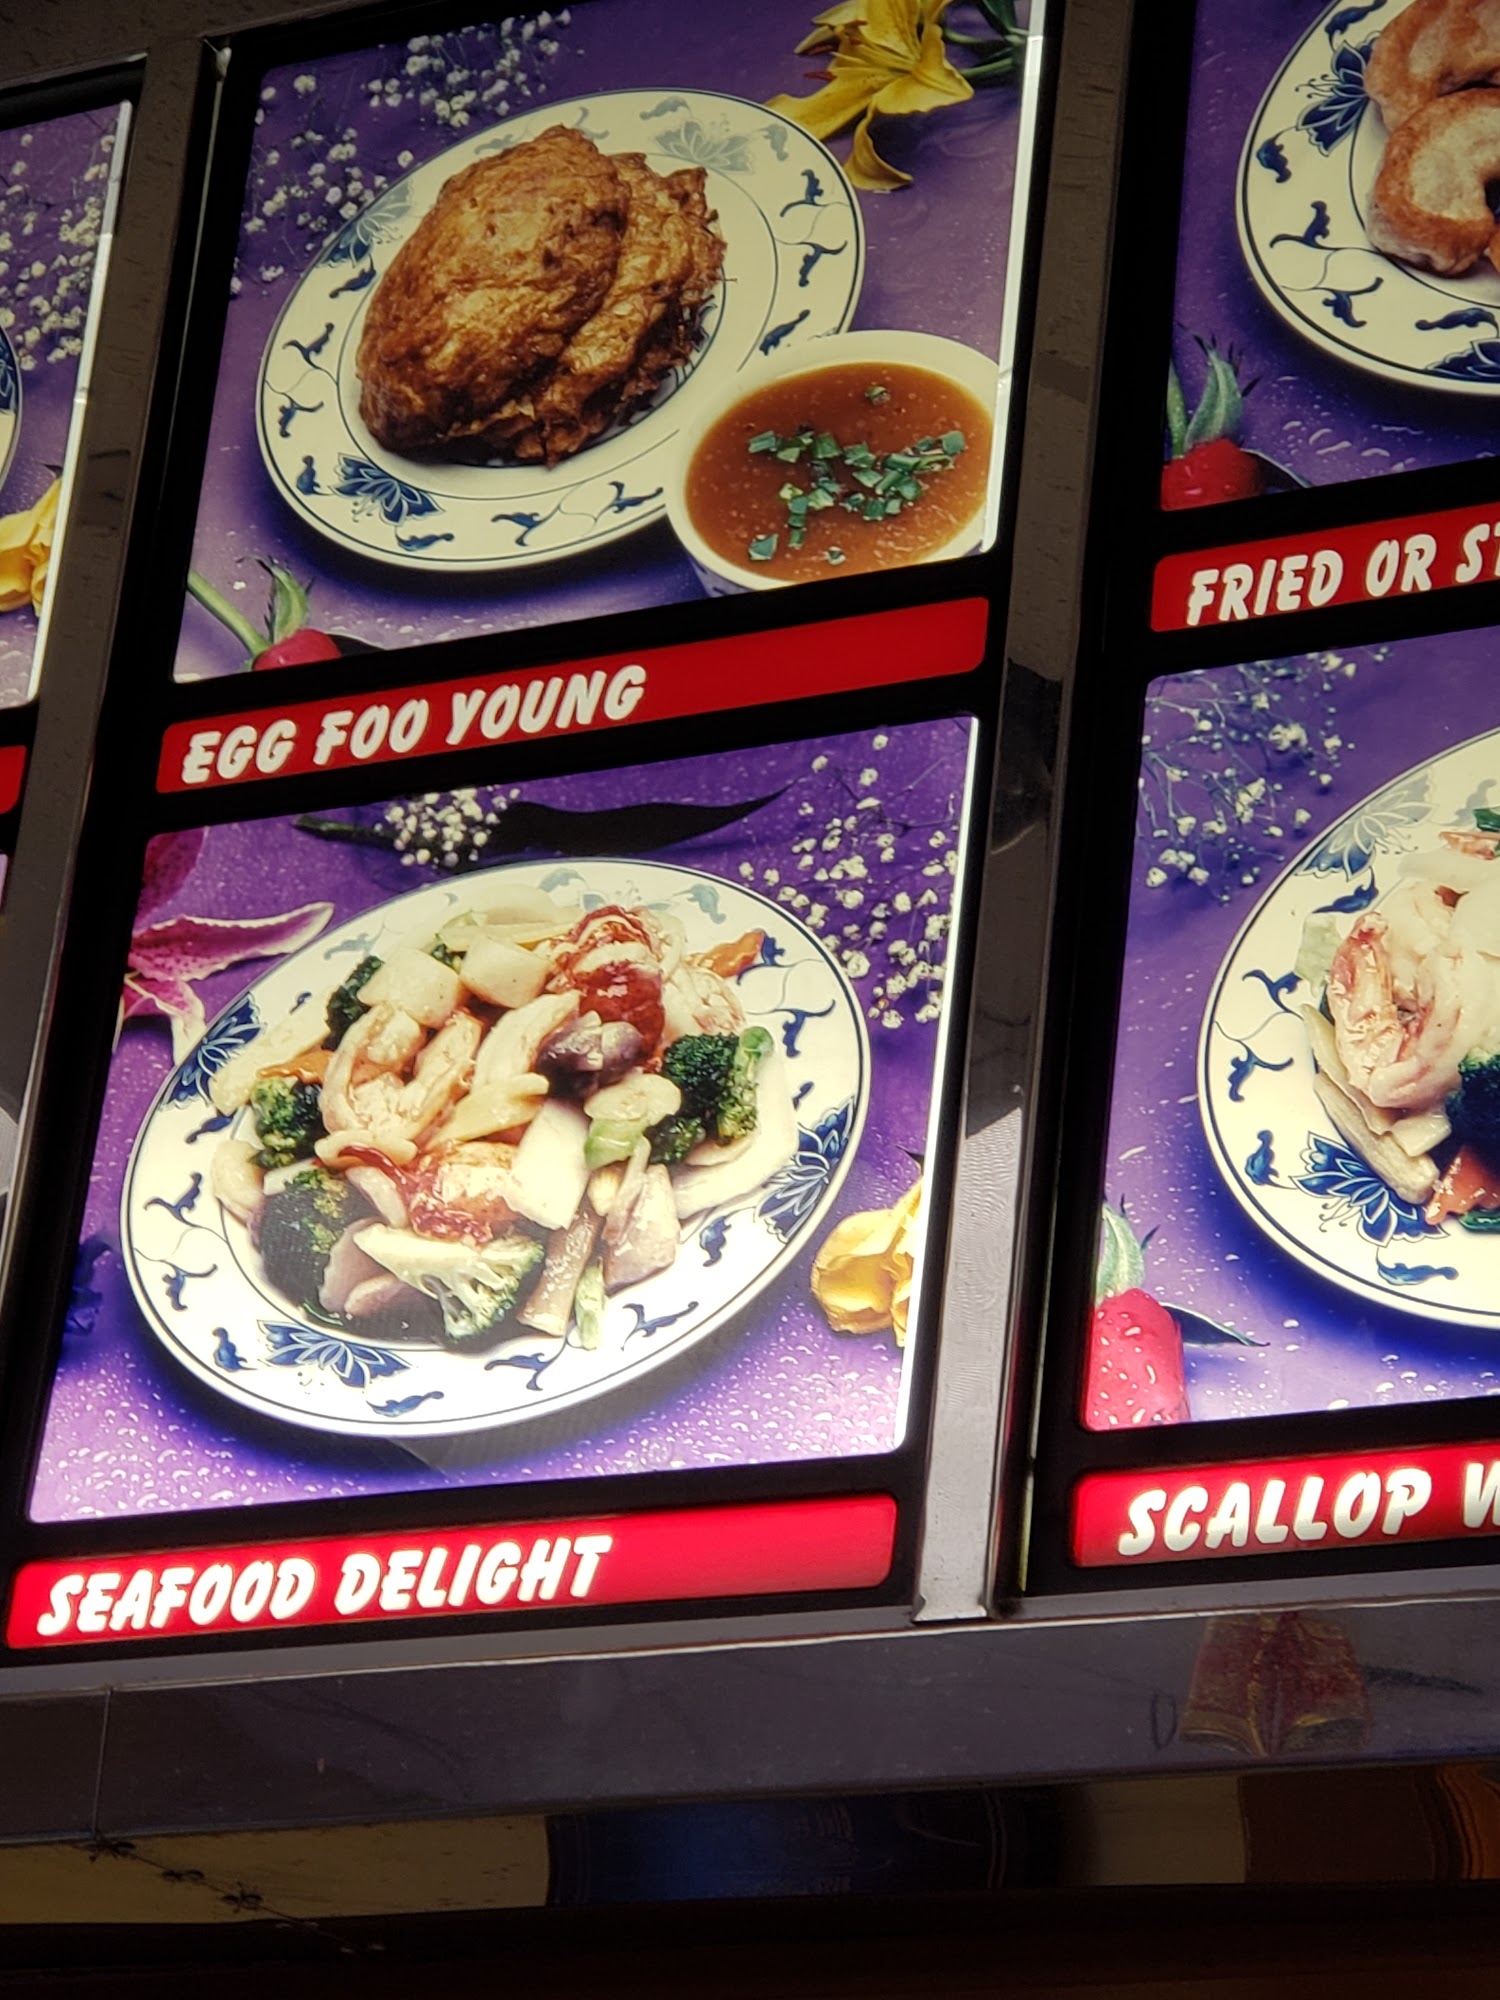 EGG FOO YOUNG
FRIED OR
SEAFOOD DELIGHT
SCALLOP